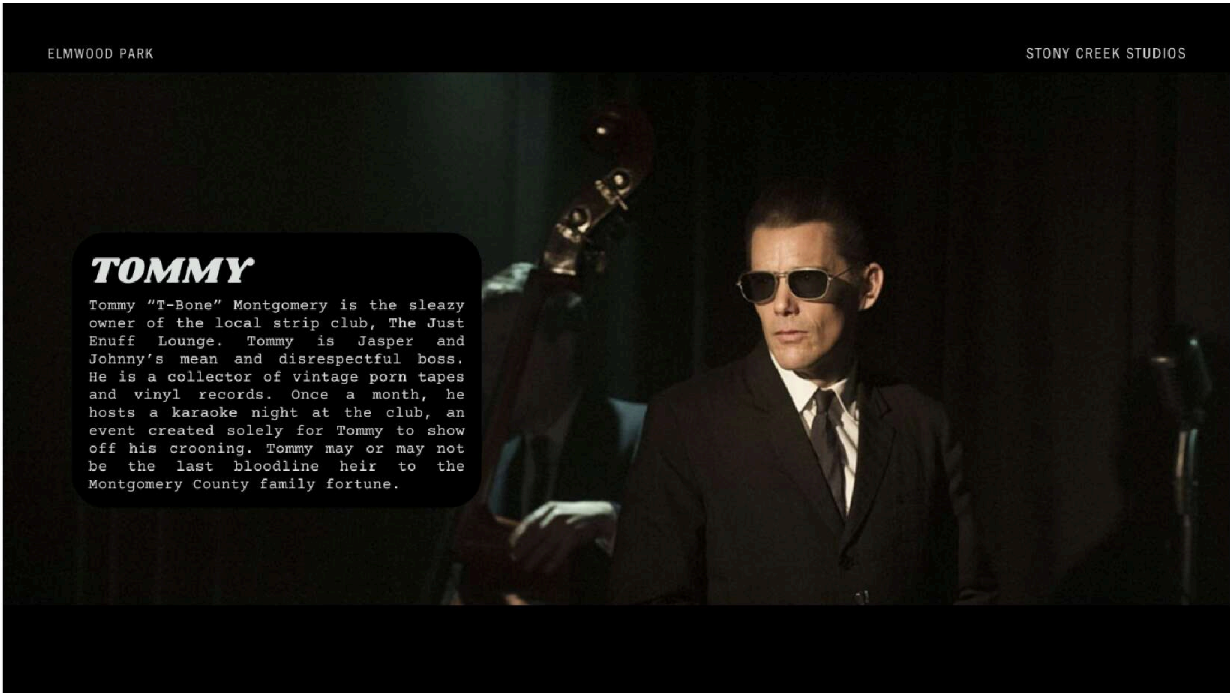 ELMWOOD PARK
STONY CREEK STUDIOS
TOMMY
Tommy “T-Bone” Montgomery is the sleazy
owner of the local strip club, The Just
Enuff Lounge. Tommy is Jasper and
Johnny’s mean and disrespectful boss.
He is a collector of vintage porn tapes
and vinyl records. Once a month, he
hosts a karaoke night at the club, an
event created solely for Tommy to show
off his crooning. Tommy may or may not
be the last bloodline heir to the
Montgomery County family fortune.